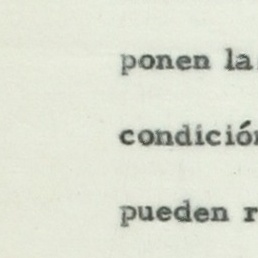 ponen la
condición
pueden r